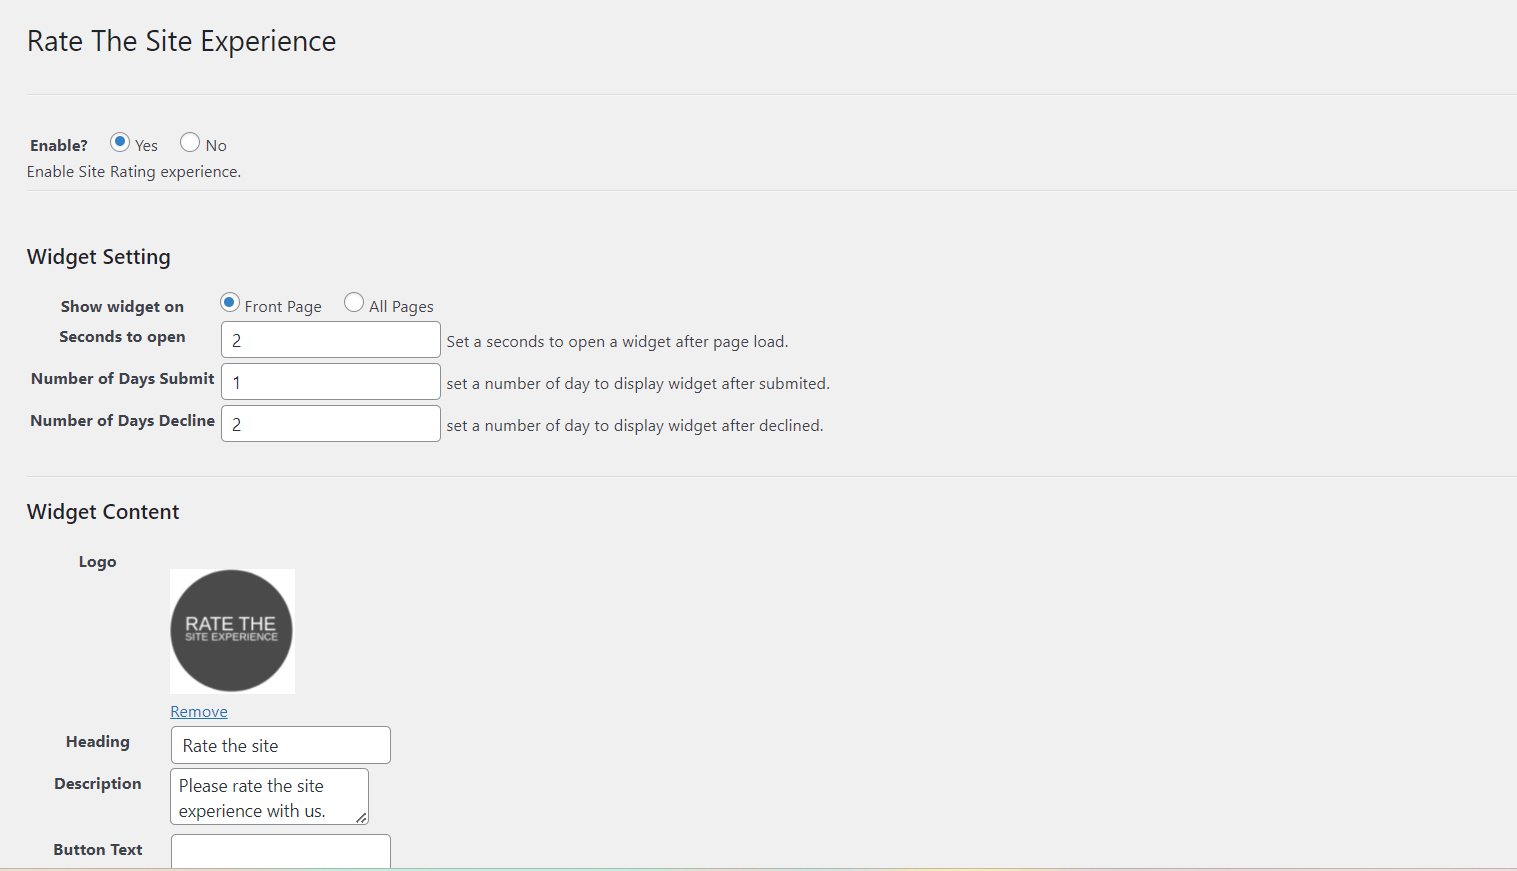 Rate The Site Experience
Enable? Yes No
Enable Site Rating experience.
Widget Setting
Show widget on Front Page All Pages
Seconds to open 2 Set a seconds to open a widget after page load.
Number of Days Submit 1 set a number of day to display widget after submited.
Number of Days Decline 2 set a number of day to display widget after declined.
Widget Content
Logo
RATE THE
SITE EXPERIENCE
Remove
Heading Rate the site
Description Please rate the site
experience with us.
Button Text